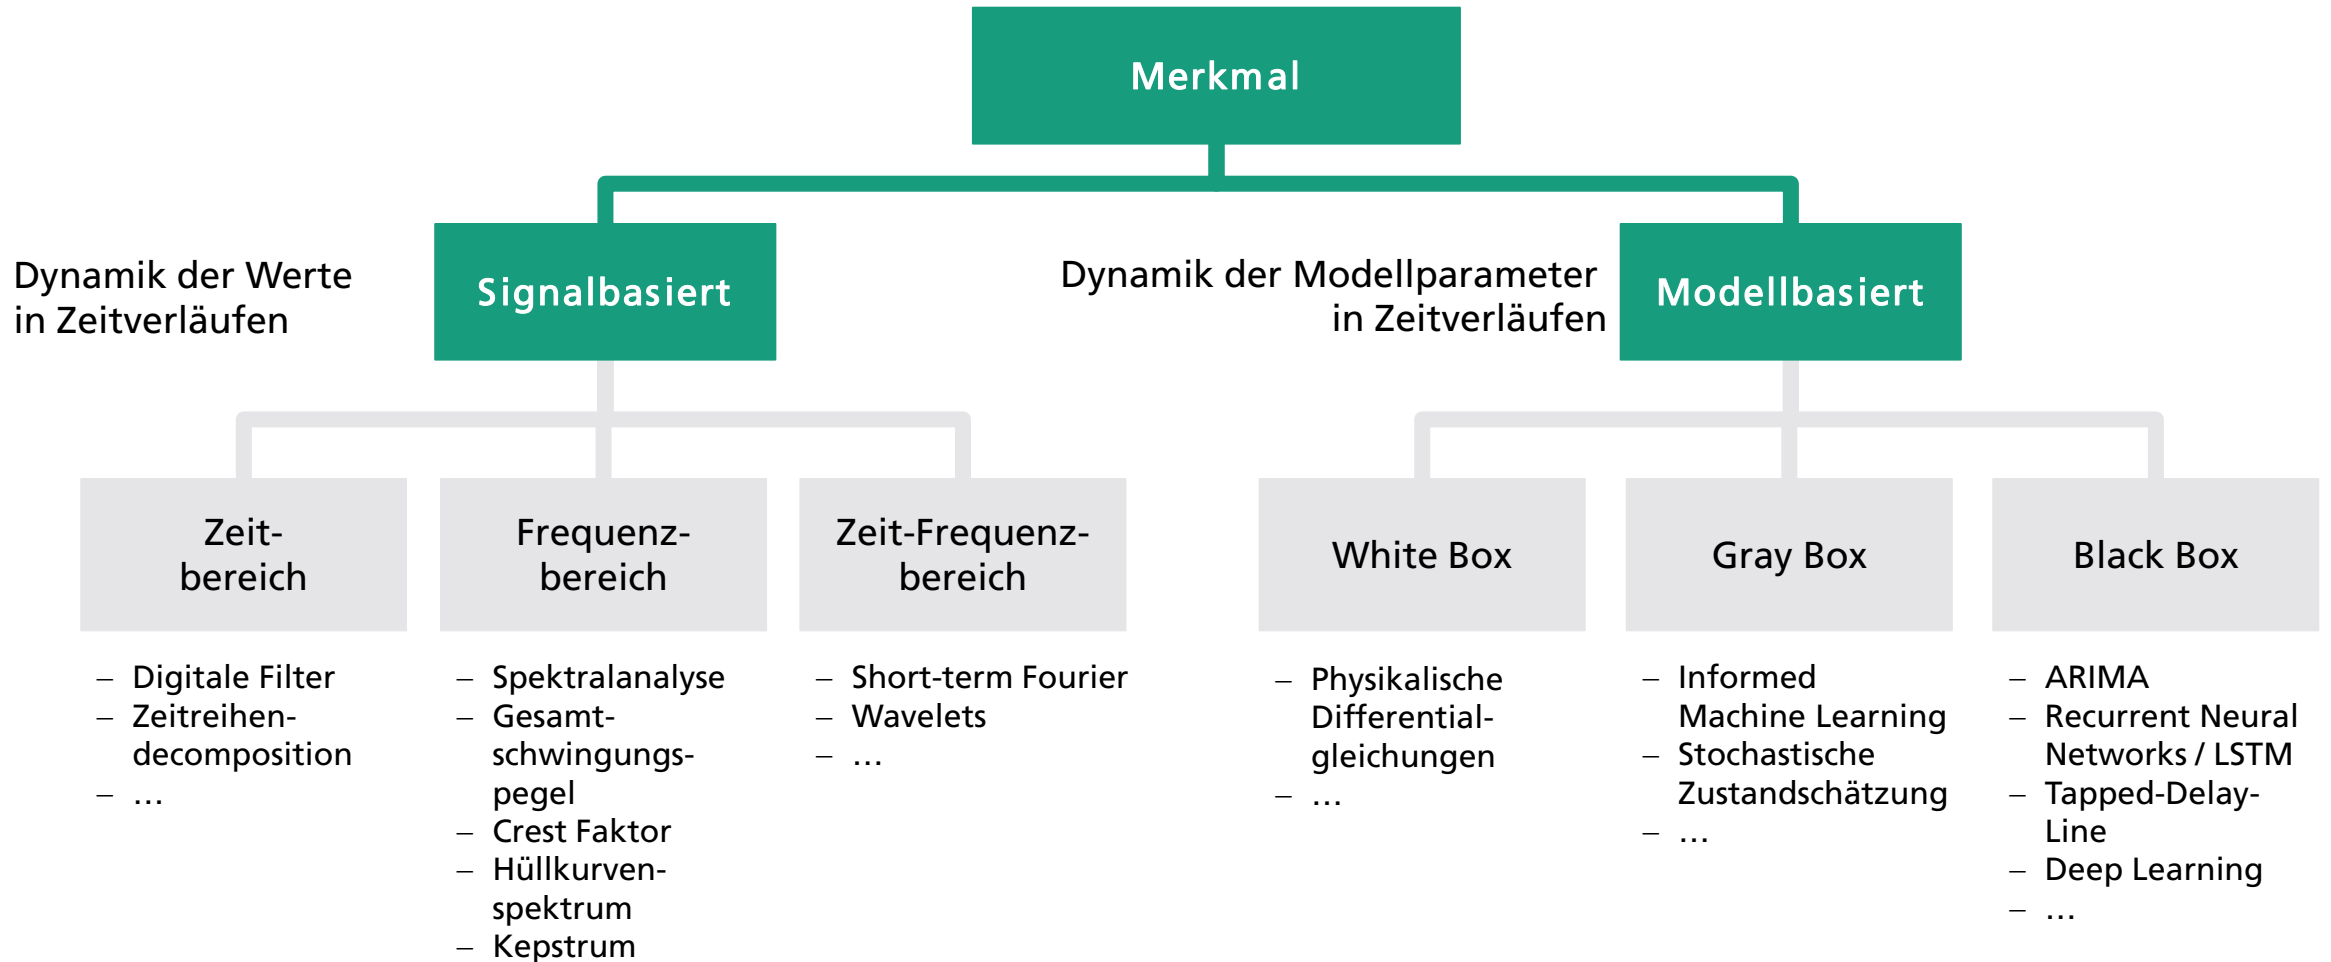 Merkmal
Dynamik der Werte
in Zeitverläufen
Signalbasiert
Dynamik der Modellparameter
in Zeitverläufen
Modellbasiert
Zeit-
bereich
Frequenz-
bereich
Zeit-Frequenz-
bereich
White Box
Gray Box
Black Box
– Digitale Filter
– Zeitreihen-
decomposition
– …
– Spektralanalyse
– Gesamt-
schwingungs-
pegel
– Crest Faktor
– Hüllkurven-
spektrum
– Kepstrum
– Short-term Fourier
– Wavelets
– …
– Physikalische
Differential-
gleichungen
– …
– Informed
Machine Learning
– Stochastische
Zustandschätzung
– …
– ARIMA
– Recurrent Neural
Networks / LSTM
– Tapped-Delay-
Line
– Deep Learning
– …